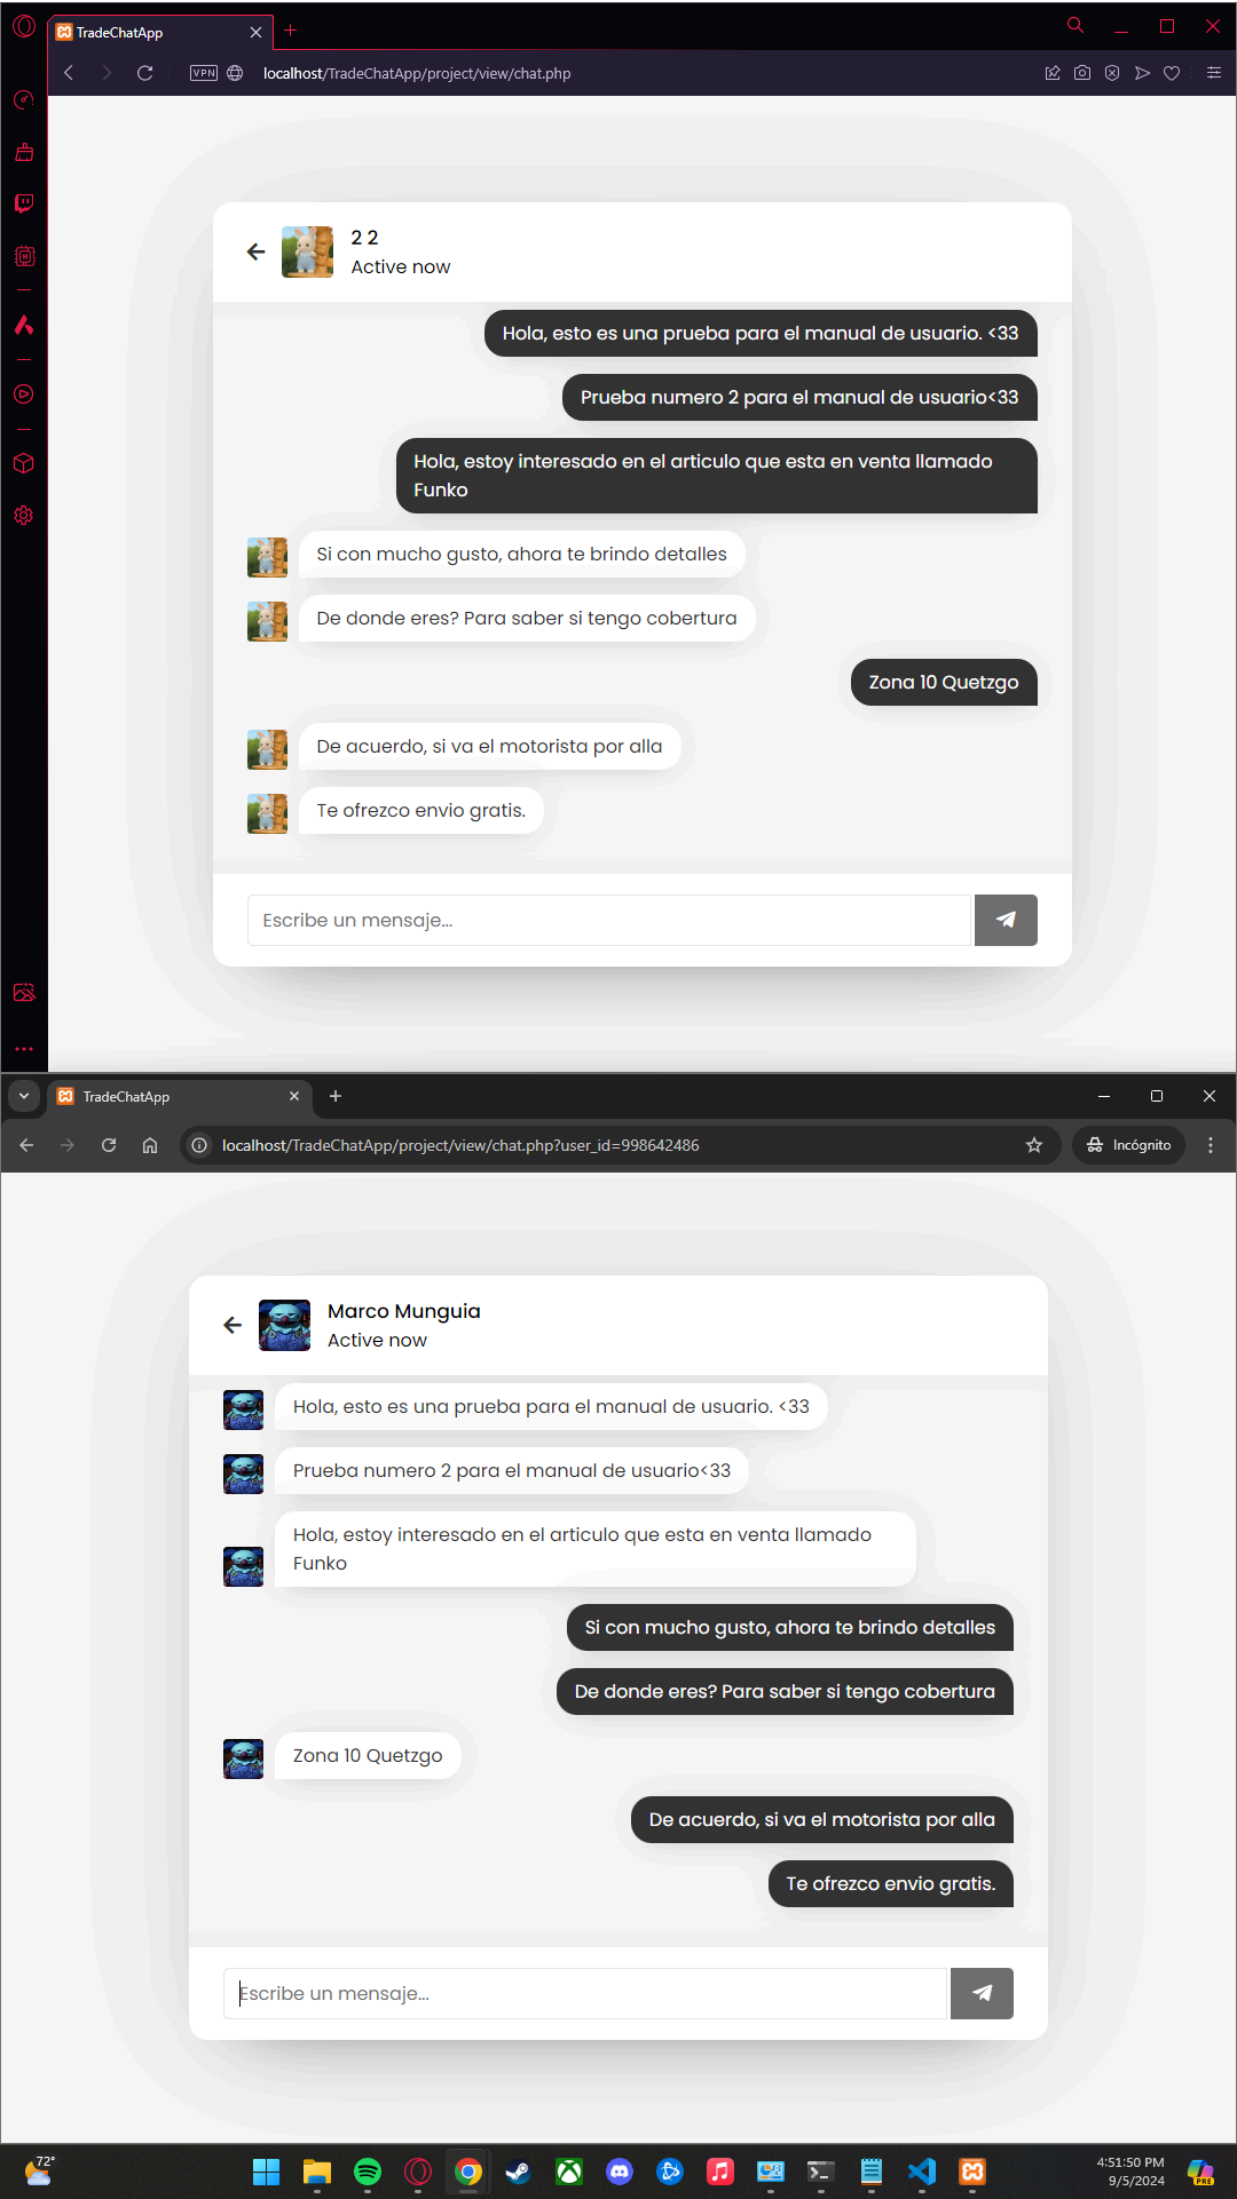 TradeChatApp
VPN
localhost/TradeChatApp/project/view/chat.php
2 2
Active now
Hola, esto es una prueba para el manual de usuario. <33
Prueba numero 2 para el manual de usuario<33
Hola, estoy interesado en el articulo que esta en venta llamado
Funko
Si con mucho gusto, ahora te brindo detalles
De donde eres? Para saber si tengo cobertura
Zona 10 Quetzgo
De acuerdo, si va el motorista por alla
Te ofrezco envio gratis.
Escribe un mensaje...
TradeChatApp
localhost/TradeChatApp/project/view/chat.php?user_id=998642486
Incógnito
Marco Munguia
Active now
Hola, esto es una prueba para el manual de usuario. <33
Prueba numero 2 para el manual de usuario<33
Hola, estoy interesado en el articulo que esta en venta llamado
Funko
Si con mucho gusto, ahora te brindo detalles
De donde eres? Para saber si tengo cobertura
Zona 10 Quetzgo
De acuerdo, si va el motorista por alla
Te ofrezco envio gratis.
Escribe un mensaje...
72°
4:51:50 PM
9/5/2024
PRE